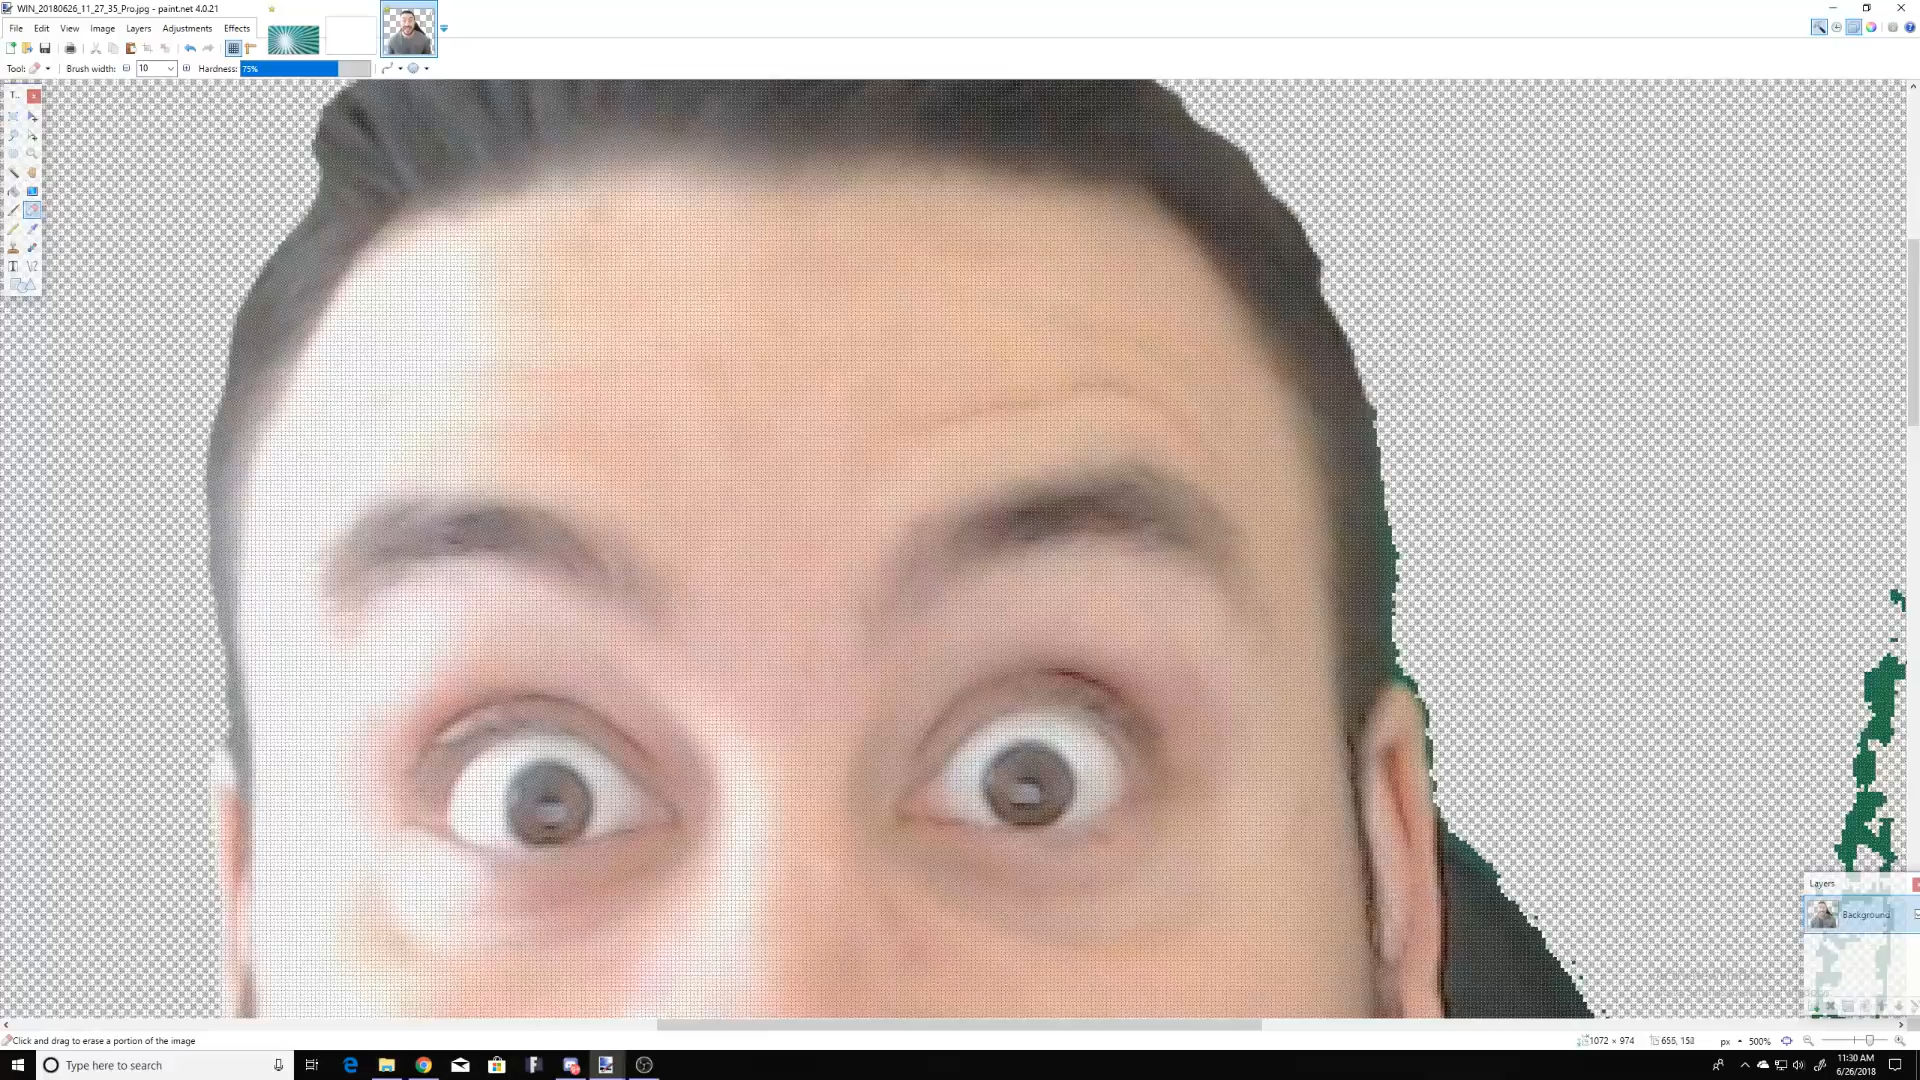 WIN_20180626_11_27_35_Pro.jpg - paint.net 4.0.21
File Edit View Image Layers Adjustments Effects
Tool: Brush width: 10 Hardness: 75%
T...
Layers
Background
Click and drag to erase a portion of the image
1072 × 974 px 500%
Type here to search
11:30 AM
6/26/2018